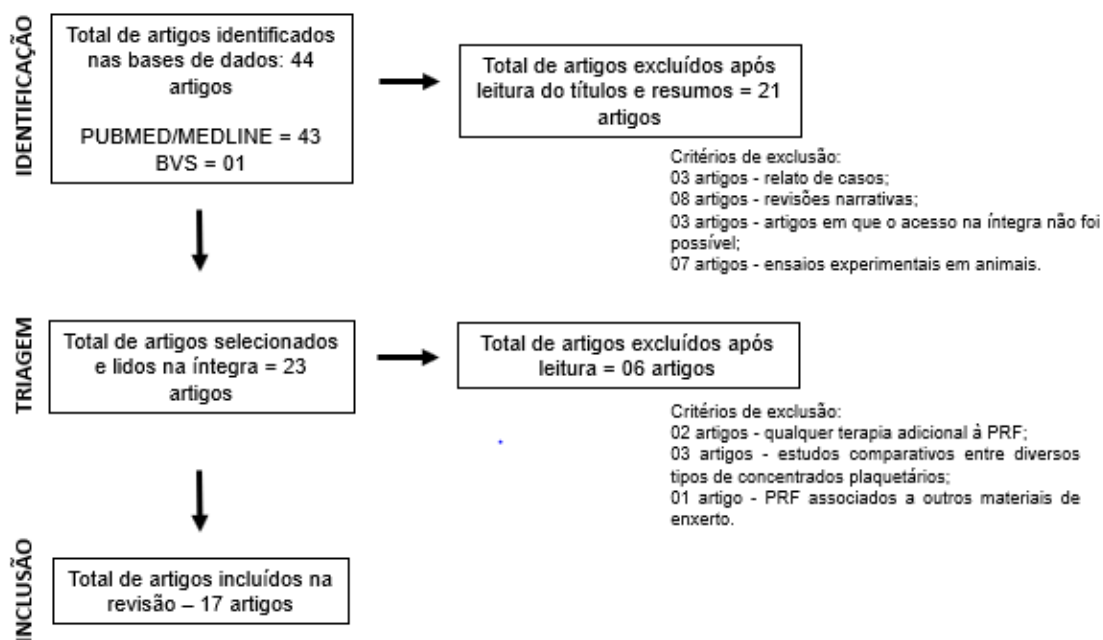 IDENTIFICAÇÃO
Total de artigos identificados
nas bases de dados: 44
artigos
PUBMED/MEDLINE = 43
BVS = 01
Total de artigos excluídos após
leitura do títulos e resumos = 21
artigos
Critérios de exclusão:
03 artigos - relato de casos;
08 artigos - revisões narrativas;
03 artigos - artigos em que o acesso na íntegra não foi
possível;
07 artigos - ensaios experimentais em animais.
TRIAGEM
Total de artigos selecionados
e lidos na íntegra = 23
artigos
Total de artigos excluídos após
leitura = 06 artigos
Critérios de exclusão:
02 artigos - qualquer terapia adicional à PRF;
03 artigos - estudos comparativos entre diversos
tipos de concentrados plaquetários;
01 artigo - PRF associados a outros materiais de
enxerto.
INCLUSÃO
Total de artigos incluídos na
revisão – 17 artigos